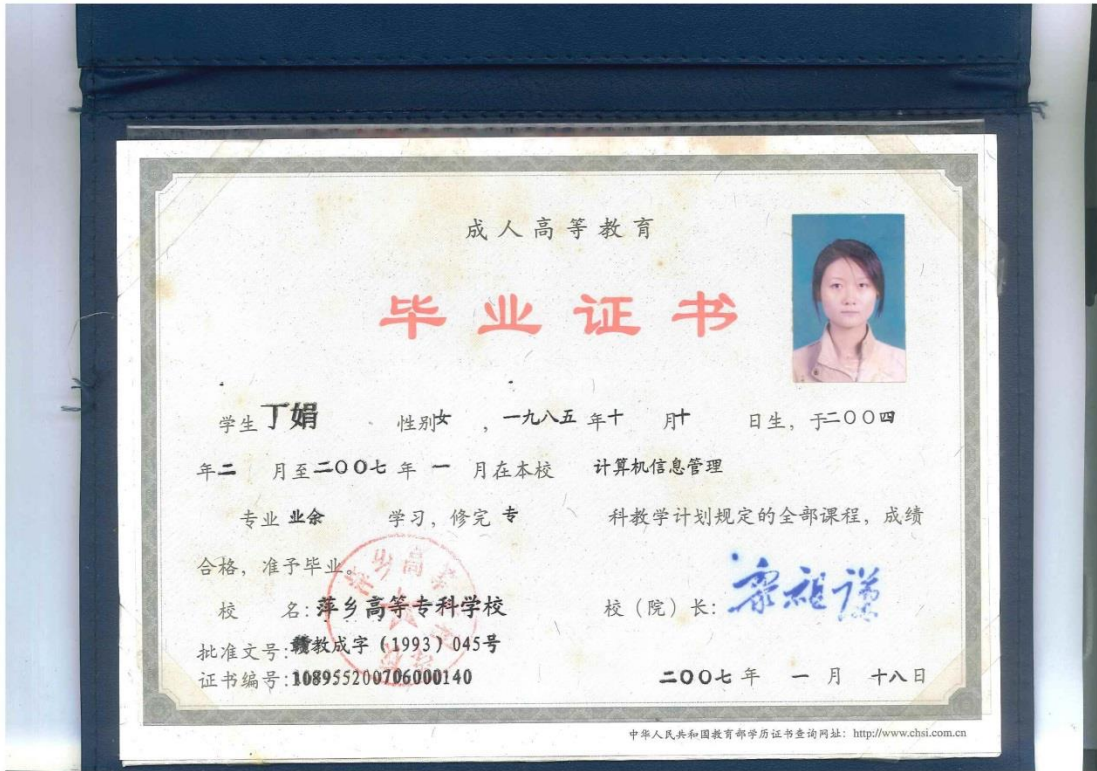 成人高等教育
毕业证书
学生 丁娟 性别 女 , 一九八五 年 十 月 十 日生, 于二〇〇四
年 二 月至 二〇〇七 年 一 月在本校 计算机信息管理
专业 业余 学习, 修完 专 科教学计划规定的全部课程, 成绩
合格, 准予毕业。
校 名: 萍乡高等专科学校 校（院）长: 
批准文号: 赣教成字（1993）045号
证书编号: 108955200706000140 二〇〇七 年 一 月 十八 日
中华人民共和国教育部学历证书查询网址: http://www.chsi.com.cn